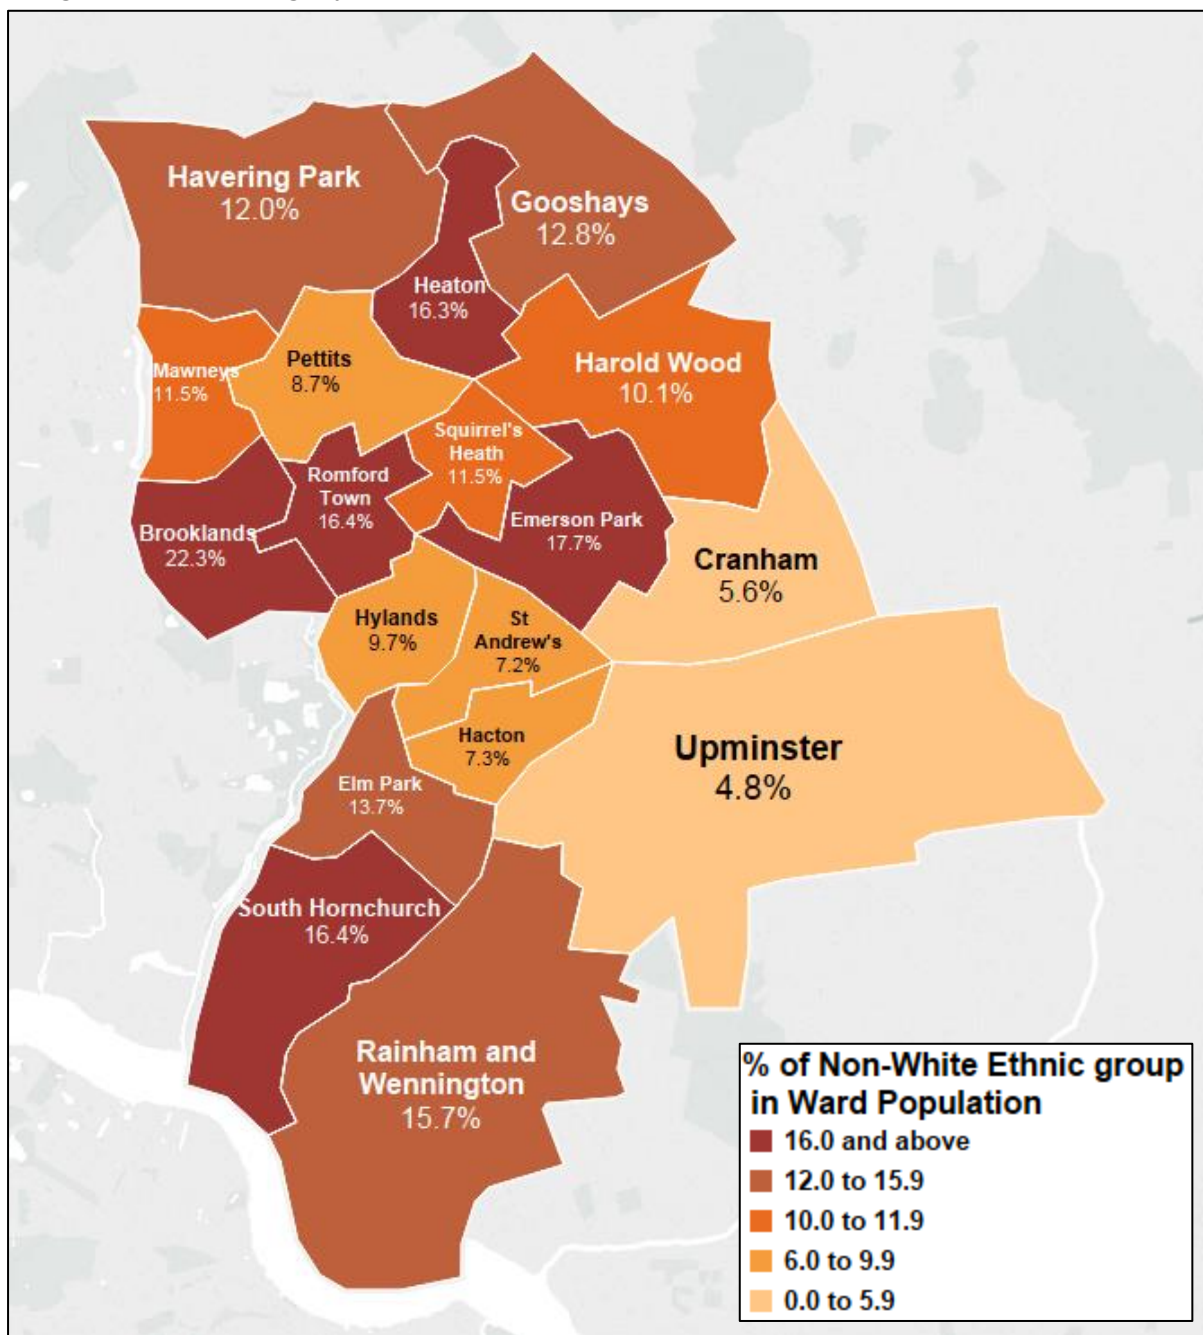 Havering Park
12.0%
Gooshays
12.8%
Heaton
16.3%
Pettits
8.7%
Mawneys
11.5%
Harold Wood
10.1%
Squirrel's
Heath
11.5%
Romford
Town
16.4%
Emerson Park
17.7%
Brooklands
22.3%
Cranham
5.6%
Hylands
9.7%
St
Andrew's
7.2%
Hacton
7.3%
Upminster
4.8%
Elm Park
13.7%
South Hornchurch
16.4%
Rainham and
Wennington
15.7%
% of Non-White Ethnic group
in Ward Population
16.0 and above
12.0 to 15.9
10.0 to 11.9
6.0 to 9.9
0.0 to 5.9